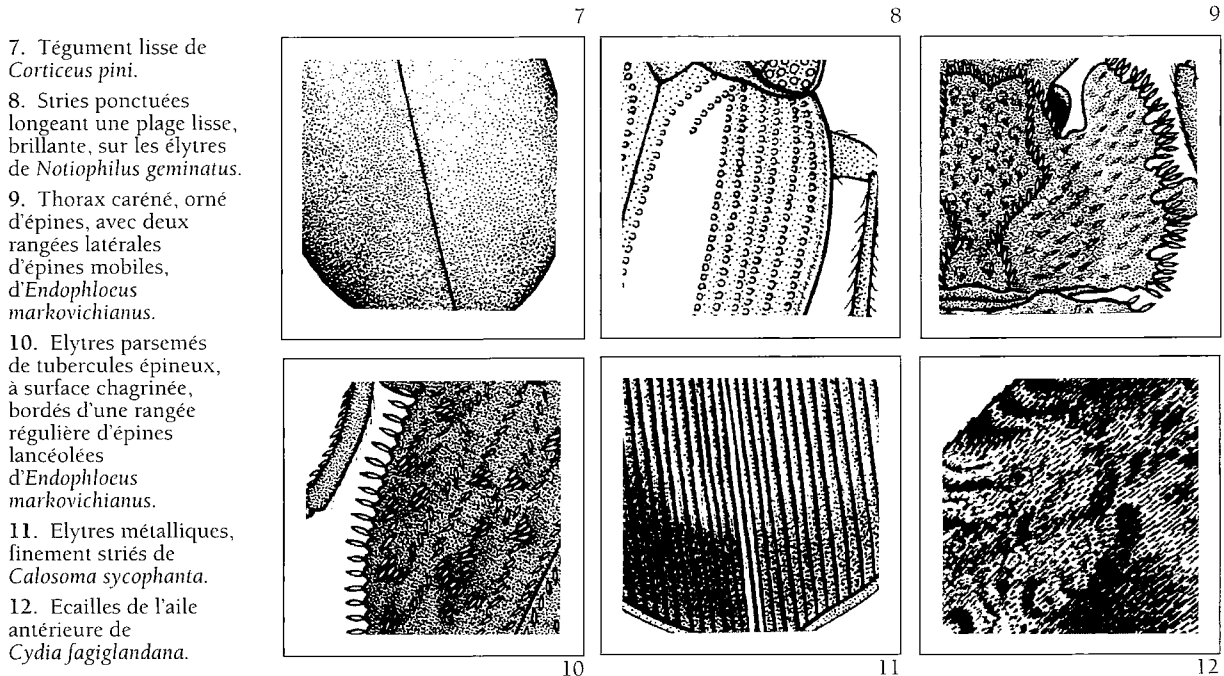 7. Tégument lisse de
Corticeus pini.
8. Stries ponctuées
longeant une plage lisse,
brillante, sur les élytres
de Notiophilus geminatus.
9. Thorax caréné, orné
d'épines, avec deux
rangées latérales
d'épines mobiles,
d'Endophloeus
markovichianus.
10. Elytres parsemés
de tubercules épineux,
à surface chagrinée,
bordés d'une rangée
régulière d'épines
lancéolées
d'Endophloeus
markovichianus.
11. Elytres métalliques,
finement striés de
Calosoma sycophanta.
12. Ecailles de l'aile
antérieure de
Cydia fagiglandana.
7
8
9
10
11
12